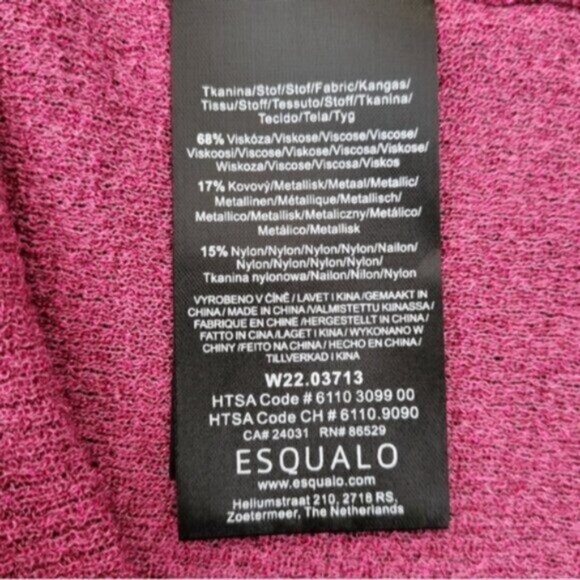 Tkanina/Stof/Stof/Fabric/Kangas/
Tissu/Stoff/Tessuto/Stoff/Tkanina/
Tecido/Tela/Tyg
68% Viskóza/Viskose/Viscose/Viscose/
Viskoosi/Viscose/Viskose/Viscosa/Viskose/
Wiskoza/Viscose/Viscosa/Viskos
17% Kovový/Metallisk/Metaal/Metallic/
Metallinen/Métallique/Metallisch/
Metallico/Metallisk/Metaliczny/Metálico/
Metálico/Metallisk
15% Nylon/Nylon/Nylon/Nylon/Nailon/
Nylon/Nylon/Nylon/Nylon/
Tkanina nylonowa/Nailon/Nilon/Nylon
VYROBENO V ČÍNĚ / LAVET I KINA /GEMAAKT IN
CHINA / MADE IN CHINA /VALMISTETTU KIINASSA /
FABRIQUE EN CHINE /HERGESTELLT IN CHINA /
FATTO IN CINA /LAGET I KINA / WYKONANO W
CHINY /FEITO NA CHINA / HECHO EN CHINA /
TILLVERKAD I KINA
W22.03713
HTSA Code # 6110 3099 00
HTSA Code CH # 6110.9090
CA# 24031 RN# 86529
ESQUALO
www.esqualo.com
Heliumstraat 210, 2718 RS,
Zoetermeer, The Netherlands